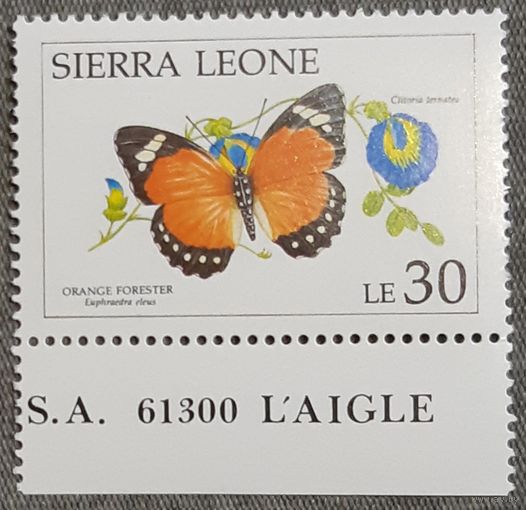 SIERRA LEONE
Clitoria ternatea
ORANGE FORESTER
Euphraedra eleus
LE 30
S.A. 61300 L'AIGLE